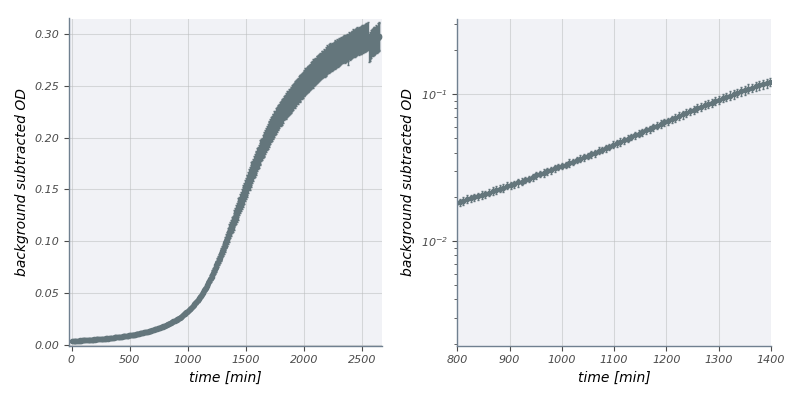 background subtracted OD
0.30
0.25
0.20
0.15
0.10
0.05
0.00
0 500 1000 1500 2000 2500
time [min]
background subtracted OD
10⁻¹
10⁻²
800 900 1000 1100 1200 1300 1400
time [min]